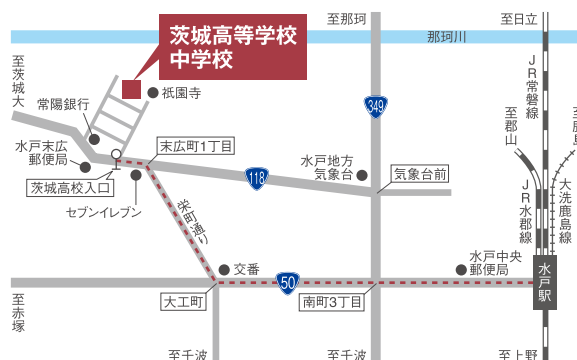 至那珂
至日立
茨城高等学校
中学校
那珂川
至茨城大
JR常磐線
祇園寺
常陽銀行
349
至郡山
水戸末広
郵便局
末広町1丁目
水戸地方
気象台
気象台前
118
茨城高校入口
セブンイレブン
栄町通り
JR水郡線
大洗鹿島線
交番
水戸中央
郵便局
水戸駅
50
大工町
南町3丁目
至赤塚
至千波
至千波
至上野